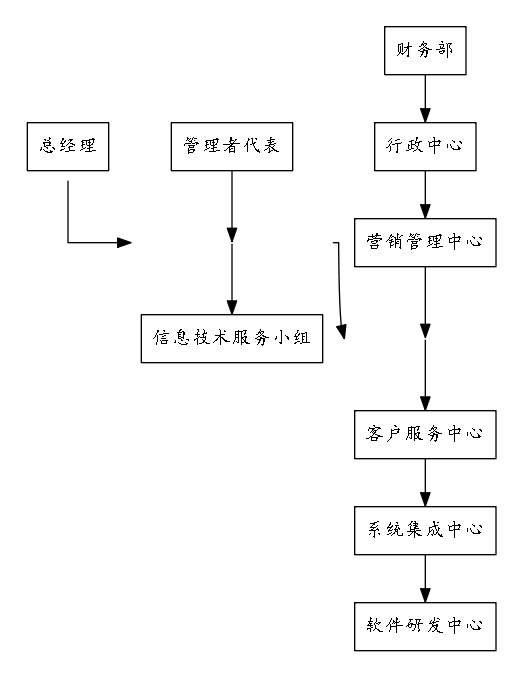 财务部
总经理
管理者代表
行政中心
营销管理中心
信息技术服务小组
客户服务中心
系统集成中心
软件研发中心